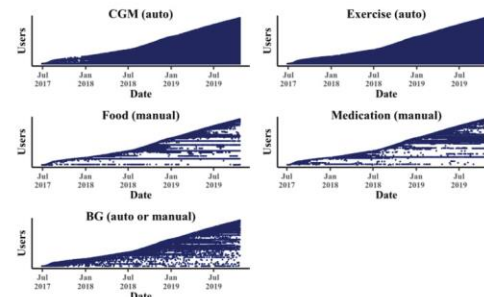 CGM (auto)
Users
Jul 2017 Jan 2018 Jul 2018 Jan 2019 Jul 2019
Date
Exercise (auto)
Users
Jul 2017 Jan 2018 Jul 2018 Jan 2019 Jul 2019
Date
Food (manual)
Users
Jul 2017 Jan 2018 Jul 2018 Jan 2019 Jul 2019
Date
Medication (manual)
Users
Jul 2017 Jan 2018 Jul 2018 Jan 2019 Jul 2019
Date
BG (auto or manual)
Users
Jul 2017 Jan 2018 Jul 2018 Jan 2019 Jul 2019
Date